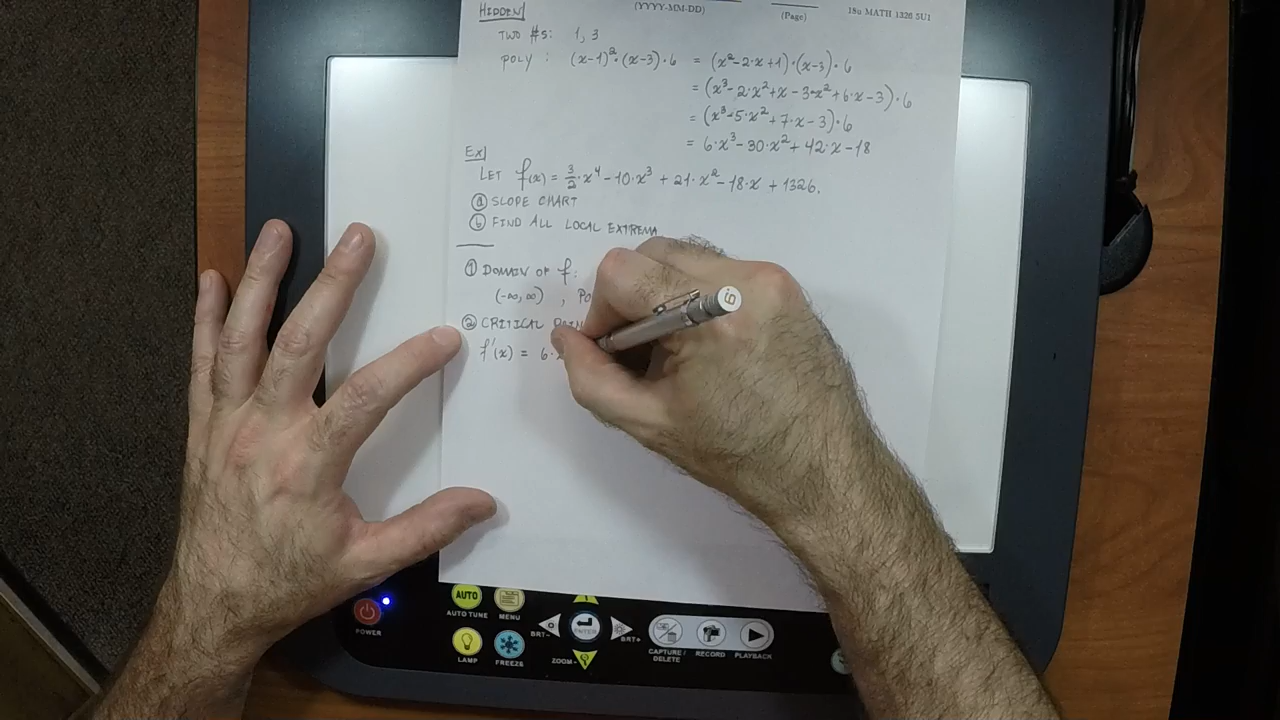 (YYYY-MM-DD) (Page) 18u MATH 1326 5U1
HIDDEN
TWO #S: 1, 3
POLY : (x-1)²·(x-3)·6 = (x²-2·x+1)·(x-3)·6
= (x³-2·x²+x-3·x²+6·x-3)·6
= (x³-5·x²+7·x-3)·6
= 6·x³-30·x²+42·x-18
Ex
LET f(x) = 3/2·x⁴-10·x³+21·x²-18·x+1326.
ⓐ SLOPE CHART
ⓑ FIND ALL LOCAL EXTREMA
① DOMAIN OF f:
(-∞,∞) , PO
② CRITICAL POIN
f'(x) = 6·
POWER
AUTO
AUTO TUNE
MENU
LAMP
FREEZE
BRT-
ENTER
BRT+
ZOOM-
CAPTURE / DELETE
RECORD
PLAYBACK